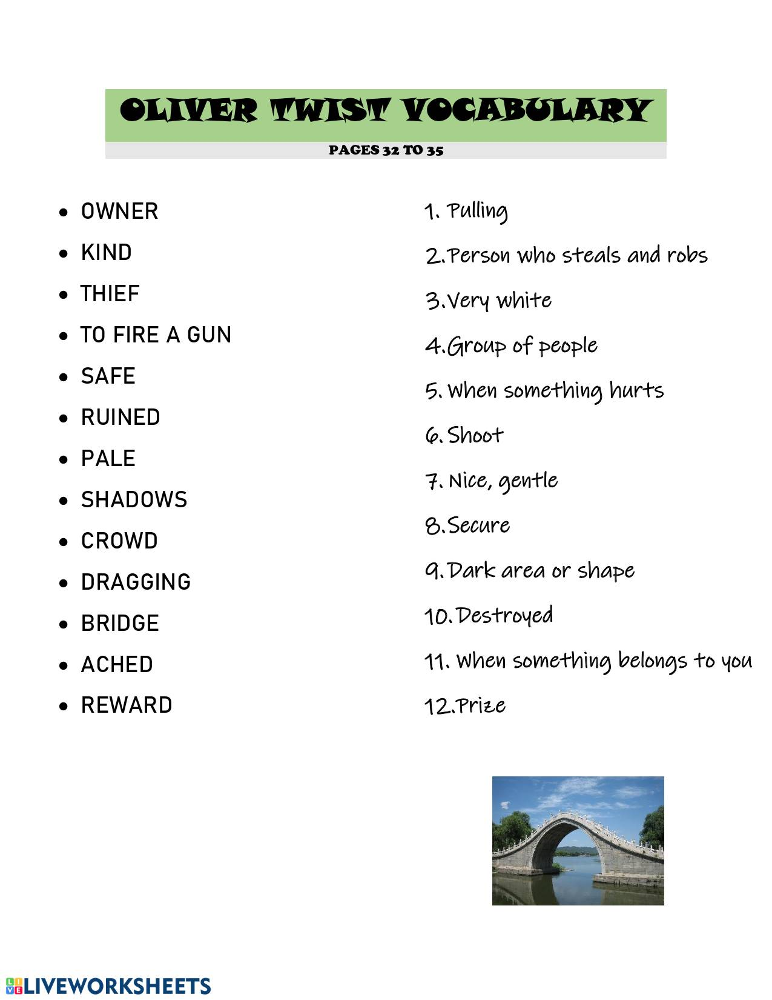 OLIVER TWIST VOCABULARY
PAGES 32 TO 35
• OWNER
• KIND
• THIEF
• TO FIRE A GUN
• SAFE
• RUINED
• PALE
• SHADOWS
• CROWD
• DRAGGING
• BRIDGE
• ACHED
• REWARD
1. Pulling
2. Person who steals and robs
3. Very white
4. Group of people
5. When something hurts
6. Shoot
7. Nice, gentle
8. Secure
9. Dark area or shape
10. Destroyed
11. When something belongs to you
12. Prize
LIVE LIVEWORKSHEETS